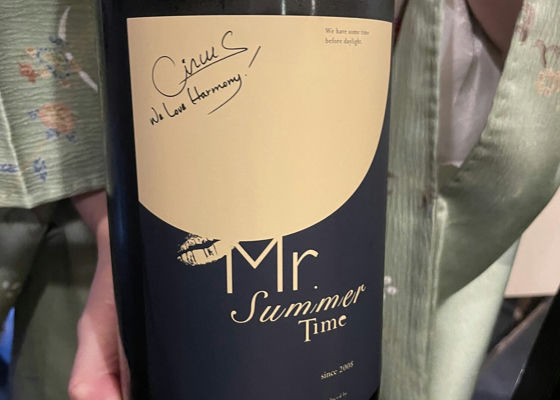 We have some time
before daylight.
Circus
We Love Harmony!
Mr.
Summer
Time
since 2005